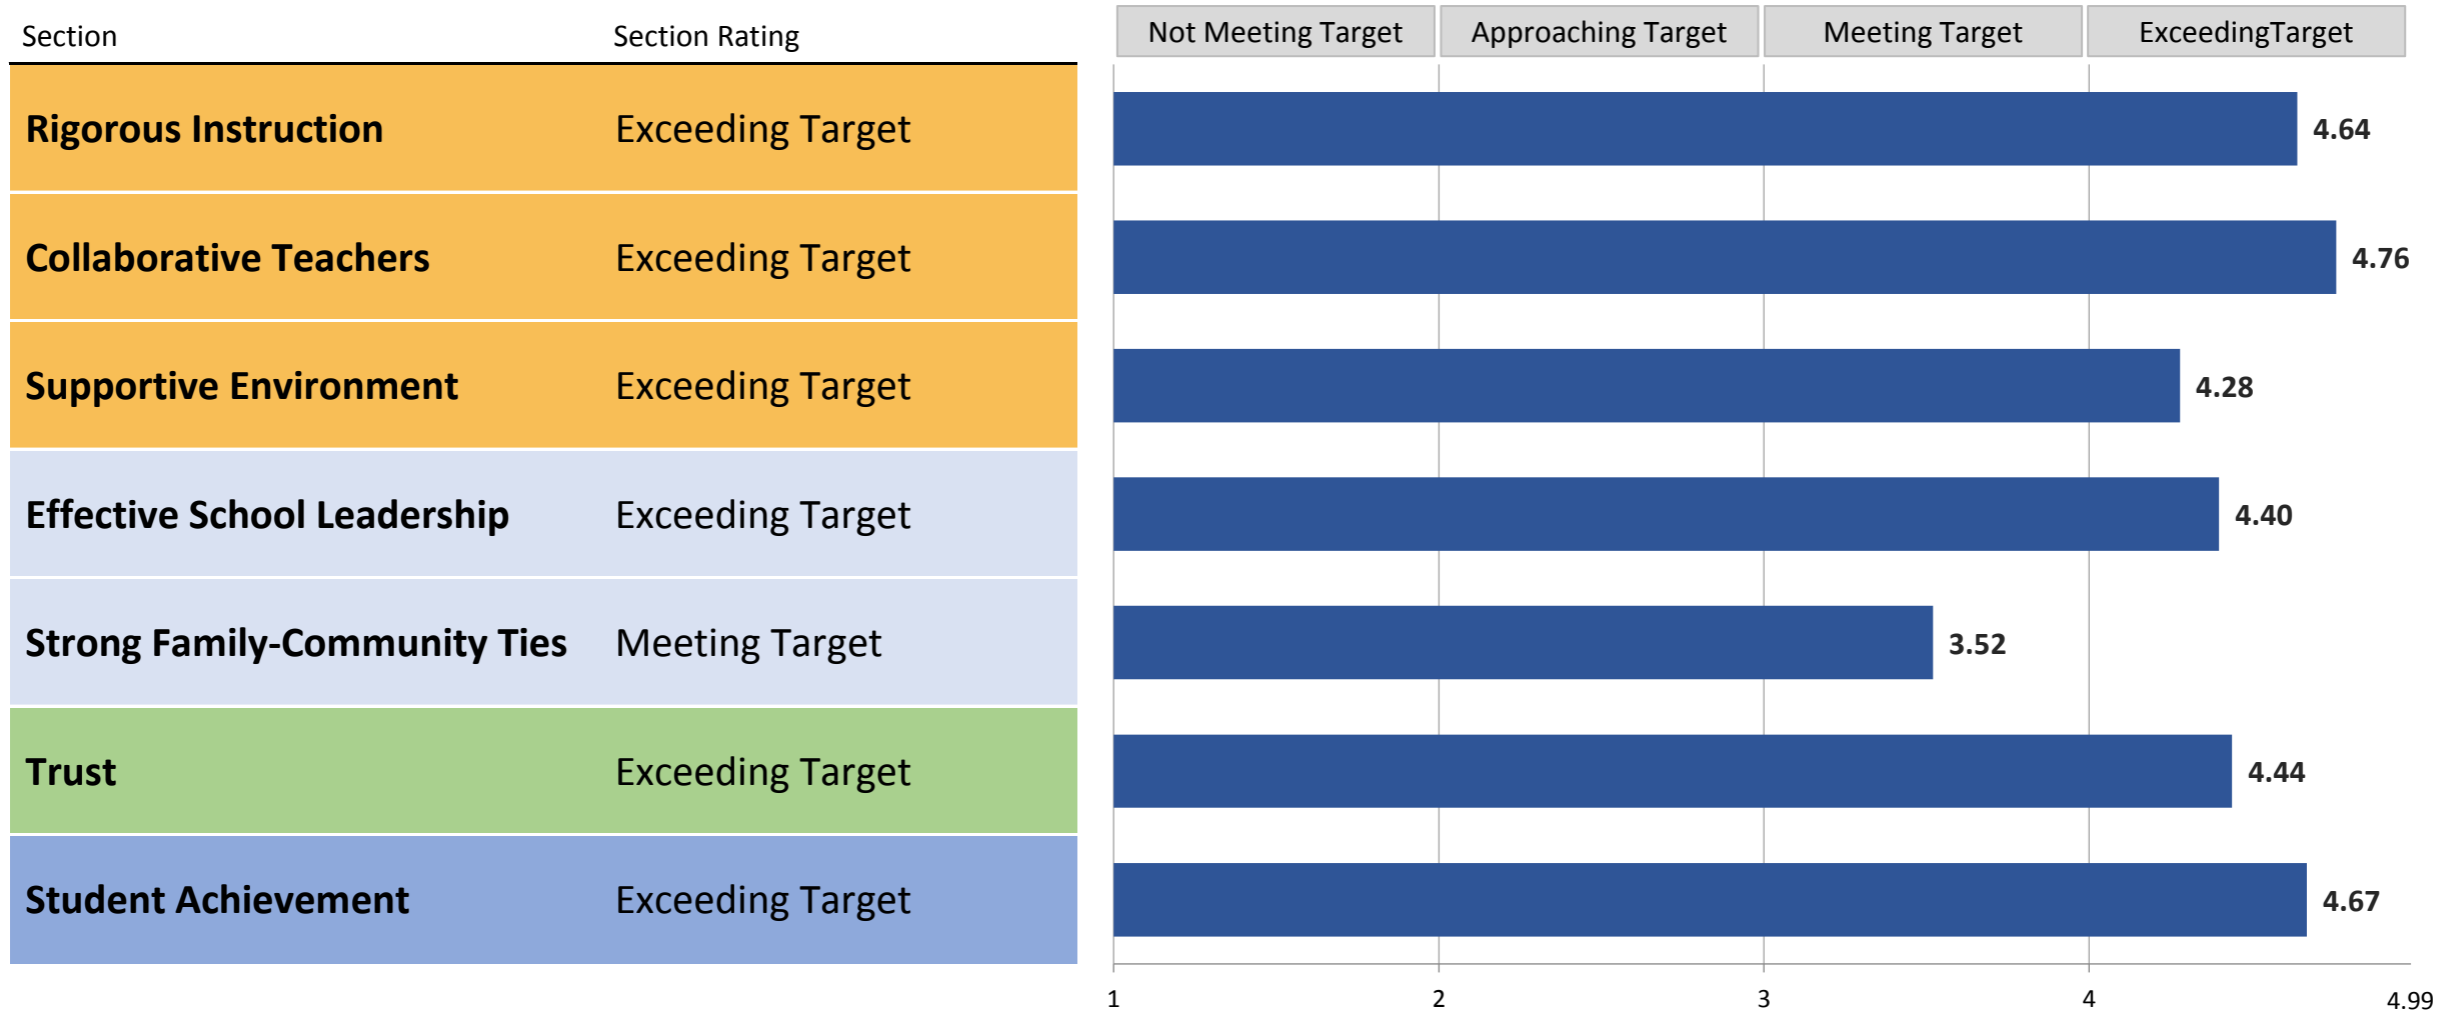 Section Section Rating Not Meeting Target Approaching Target Meeting Target ExceedingTarget
Rigorous Instruction Exceeding Target 4.64
Collaborative Teachers Exceeding Target 4.76
Supportive Environment Exceeding Target 4.28
Effective School Leadership Exceeding Target 4.40
Strong Family-Community Ties Meeting Target 3.52
Trust Exceeding Target 4.44
Student Achievement Exceeding Target 4.67
1 2 3 4 4.99